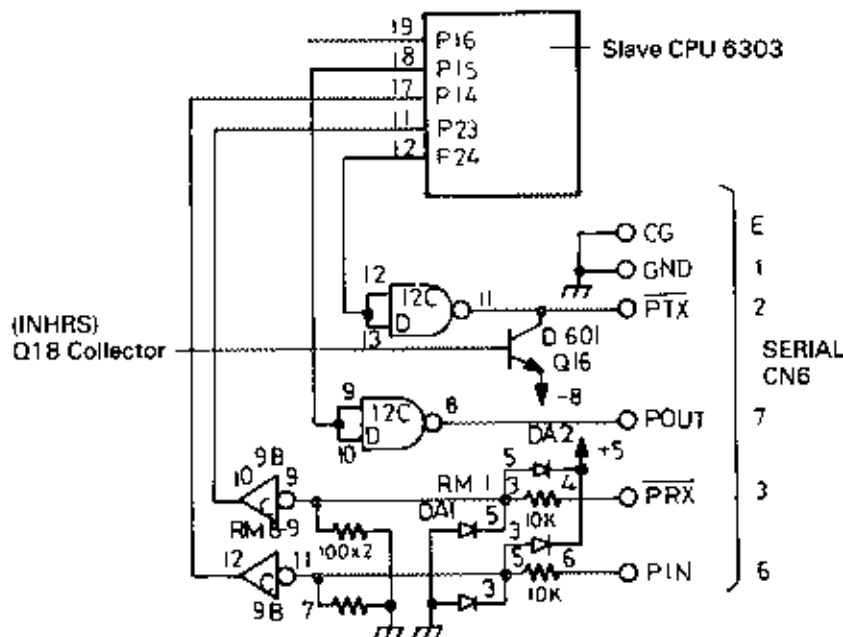 19 P16
Slave CPU 6303
18 P15
17 P14
11 P23
12 P24
E
CG
GND 1
12
12C 11 PTX 2
D
13
D 601
(INHRS)
Q18 Collector
Q16
SERIAL
CN6
-8
9
12C 8 POUT 7
D
10
DA2
+5
9B
10 9
C
5
RM 1
3 4 PRX 3
DA1 5
10K
RM8-9
100x2
3
12 11
C
5 6 PIN 6
7
3
10K
9B